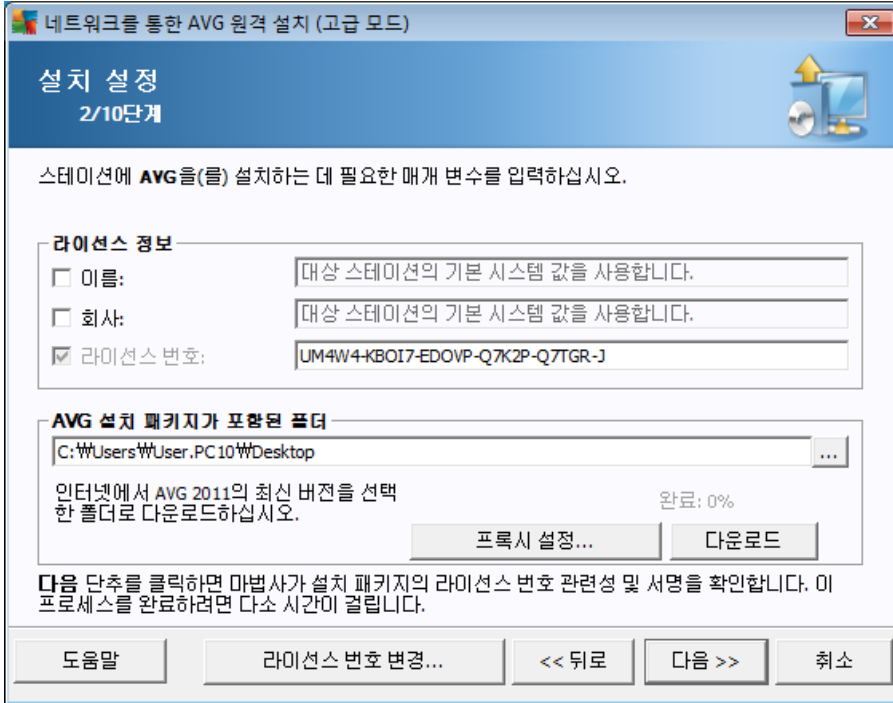 네트워크를 통한 AVG 원격 설치 (고급 모드)
설치 설정
2/10단계
스테이션에 AVG을(를) 설치하는 데 필요한 매개 변수를 입력하십시오.
라이선스 정보
이름: 대상 스테이션의 기본 시스템 값을 사용합니다.
회사: 대상 스테이션의 기본 시스템 값을 사용합니다.
라이선스 번호: UM4W4-KBOI7-EDOVP-Q7K2P-Q7TGR-J
AVG 설치 패키지가 포함된 폴더
C:₩Users₩User.PC10₩Desktop ...
인터넷에서 AVG 2011의 최신 버전을 선택
한 폴더로 다운로드하십시오.
완료: 0%
프록시 설정... 다운로드
다음 단추를 클릭하면 마법사가 설치 패키지의 라이선스 번호 관련성 및 서명을 확인합니다. 이
프로세스를 완료하려면 다소 시간이 걸립니다.
도움말 라이선스 번호 변경... << 뒤로 다음 >> 취소